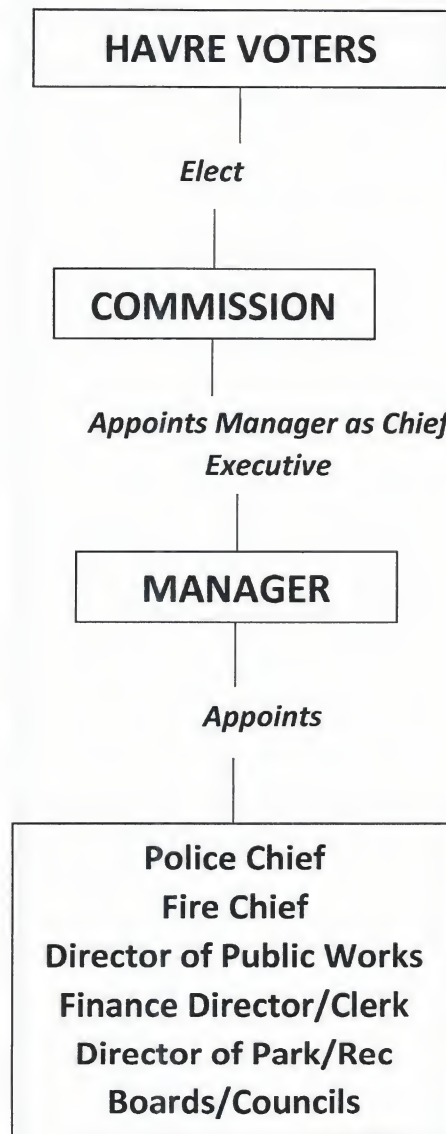 HAVRE VOTERS
Elect
COMMISSION
Appoints Manager as Chief
Executive
MANAGER
Appoints
Police Chief
Fire Chief
Director of Public Works
Finance Director/Clerk
Director of Park/Rec
Boards/Councils